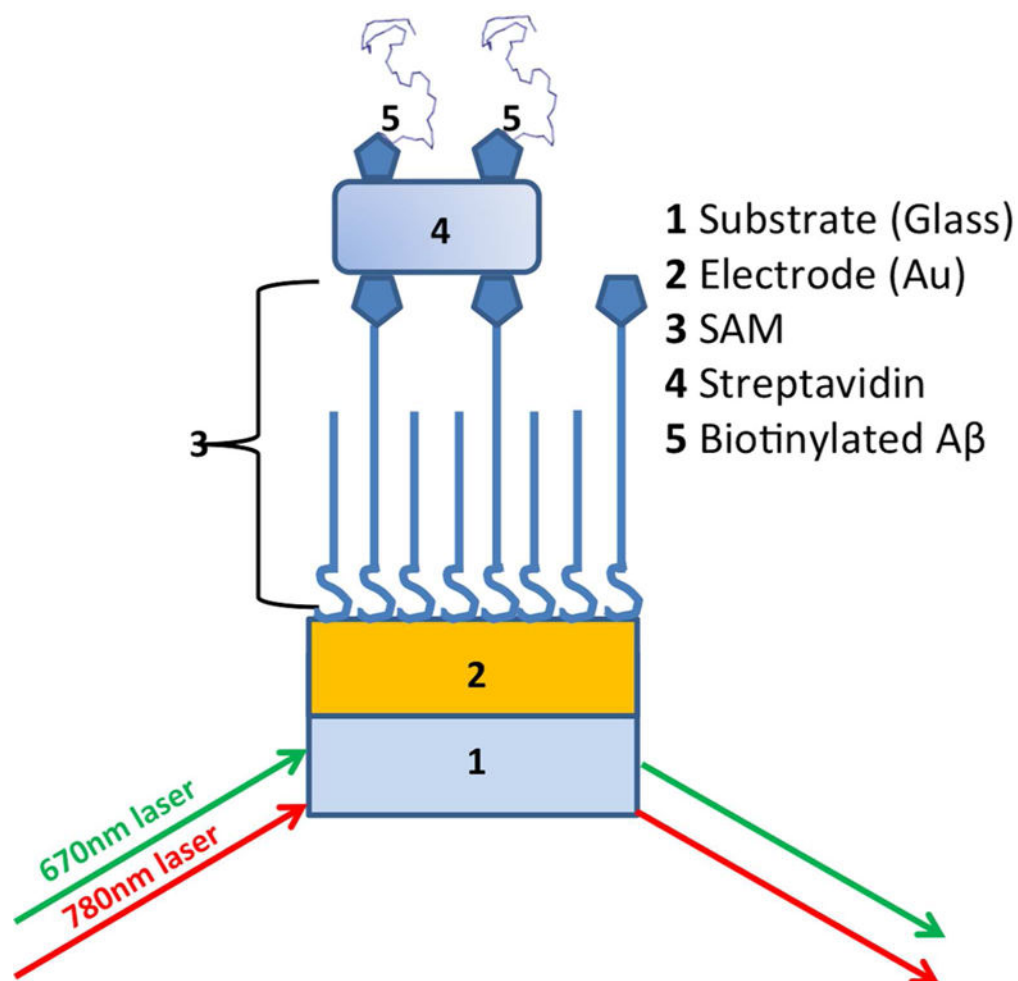 5 5
4
1 Substrate (Glass)
2 Electrode (Au)
3 SAM
4 Streptavidin
5 Biotinylated Aβ
3
2
1
670nm laser
780nm laser